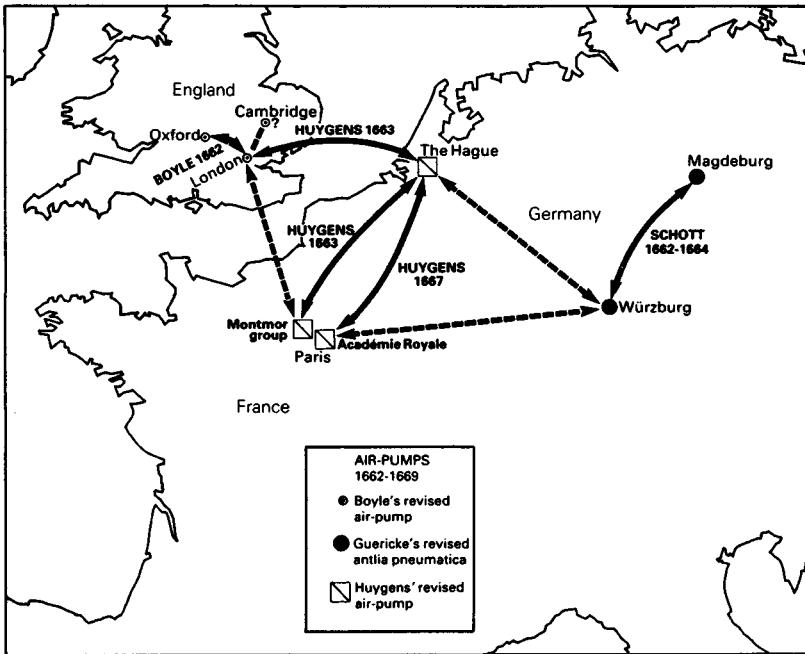 England
Cambridge
?
Oxford
HUYGENS 1663
BOYLE 1662
London
The Hague
Magdeburg
Germany
HUYGENS
1663
SCHOTT
1662-1664
HUYGENS
1667
Würzburg
Montmor
group
Académie Royale
Paris
France
AIR-PUMPS
1662-1669
Boyle's revised
air-pump
Guericke's revised
antlia pneumatica
Huygens' revised
air-pump